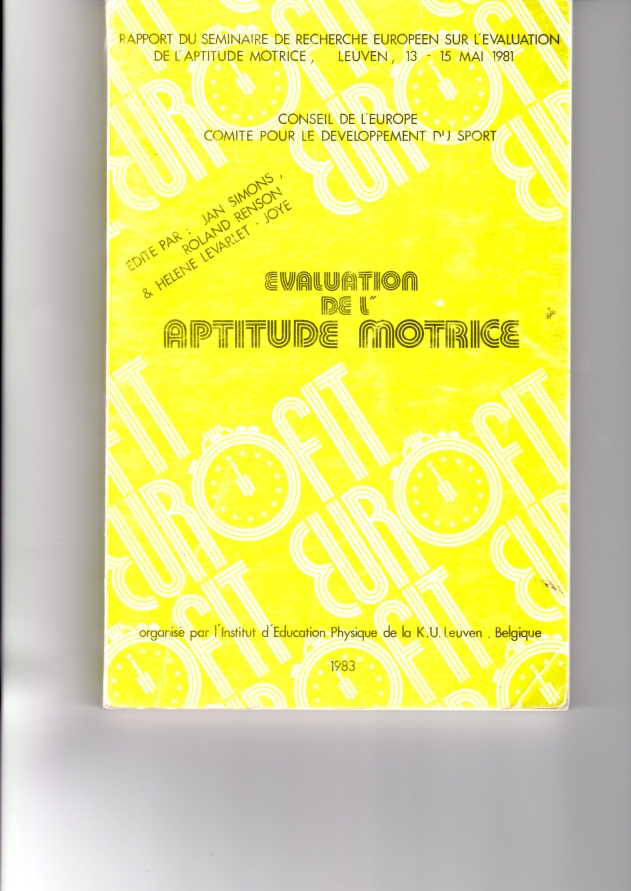 RAPPORT DU SEMINAIRE DE RECHERCHE EUROPEEN SUR L'EVALUATION
DE L'APTITUDE MOTRICE, LEUVEN, 13 - 15 MAI 1981
CONSEIL DE L'EUROPE
COMITE POUR LE DEVELOPPEMENT DU SPORT
EDITE PAR : JAN SIMONS,
ROLAND RENSON
& HELENE LEVARLET - JOYE
EVALUATION
DE L'
APTITUDE MOTRICE
EUROFIT
EUROFIT
organisé par l'Institut d'Education Physique de la K.U. Leuven, Belgique
1983